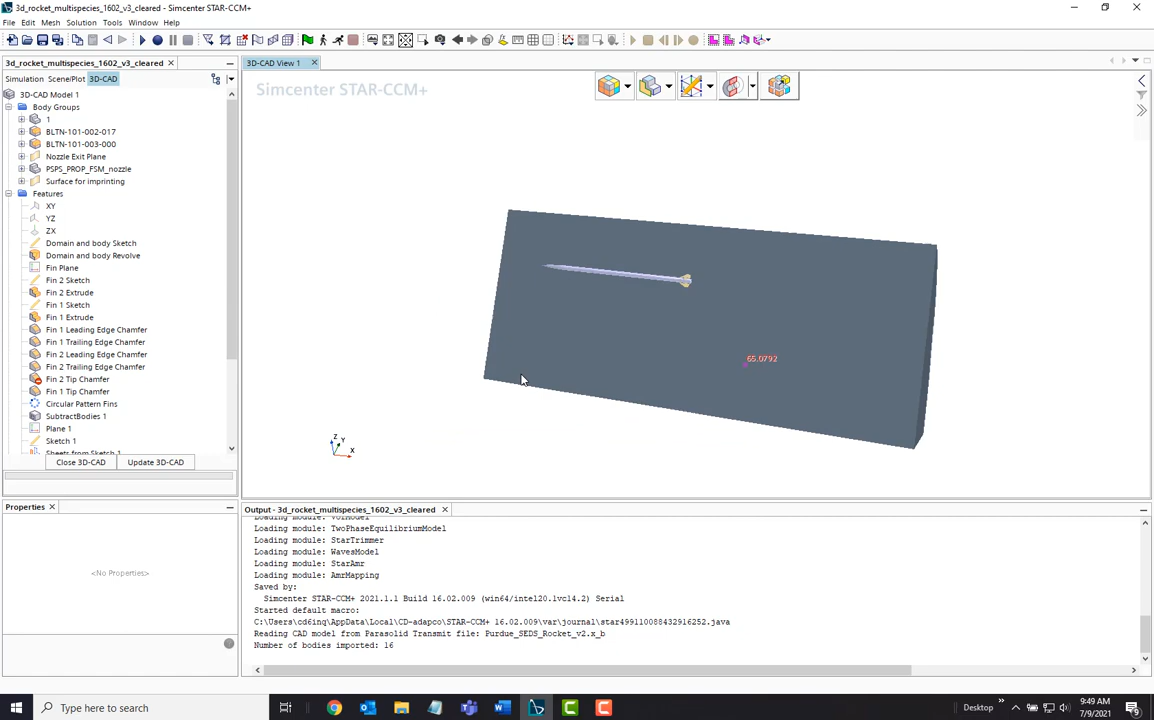 3d_rocket_multispecies_1602_v3_cleared - Simcenter STAR-CCM+
File Edit Mesh Solution Tools Window Help
3d_rocket_multispecies_1602_v3_cleared
3D-CAD View 1
Simulation Scene/Plot 3D-CAD
Simcenter STAR-CCM+
3D-CAD Model 1
Body Groups
1
BLTN-101-002-017
BLTN-101-003-000
Nozzle Exit Plane
PSPS_PROP_FSM_nozzle
Surface for imprinting
Features
XY
YZ
ZX
Domain and body Sketch
Domain and body Revolve
Fin Plane
Fin 2 Sketch
Fin 2 Extrude
Fin 1 Sketch
Fin 1 Extrude
Fin 1 Leading Edge Chamfer
Fin 1 Trailing Edge Chamfer
Fin 2 Leading Edge Chamfer
Fin 2 Trailing Edge Chamfer
Fin 2 Tip Chamfer
Fin 1 Tip Chamfer
Circular Pattern Fins
SubtractBodies 1
Plane 1
Sketch 1
Sheets from Sketch 1
65.0792
Z
Y
X
Close 3D-CAD
Update 3D-CAD
Properties
<No Properties>
Output - 3d_rocket_multispecies_1602_v3_cleared
Loading module: VofModel
Loading module: TwoPhaseEquilibriumModel
Loading module: StarTrimmer
Loading module: WavesModel
Loading module: StarAmr
Loading module: AmrMapping
Saved by:
Simcenter STAR-CCM+ 2021.1.1 Build 16.02.009 (win64/intel20.1vc14.2) Serial
Started default macro:
C:\Users\cd6inq\AppData\Local\CD-adapco\STAR-CCM+ 16.02.009\var\journal\star499110088432916252.java
Reading CAD model from Parasolid Transmit file: Purdue_SEDS_Rocket_v2.x_b
Number of bodies imported: 16
Type here to search
Desktop
9:49 AM
7/9/2021
9